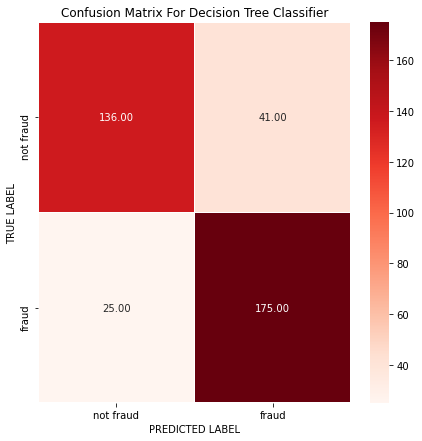 Confusion Matrix For Decision Tree Classifier
TRUE LABEL
not fraud
fraud
136.00
41.00
25.00
175.00
not fraud
fraud
PREDICTED LABEL
160
140
120
100
80
60
40